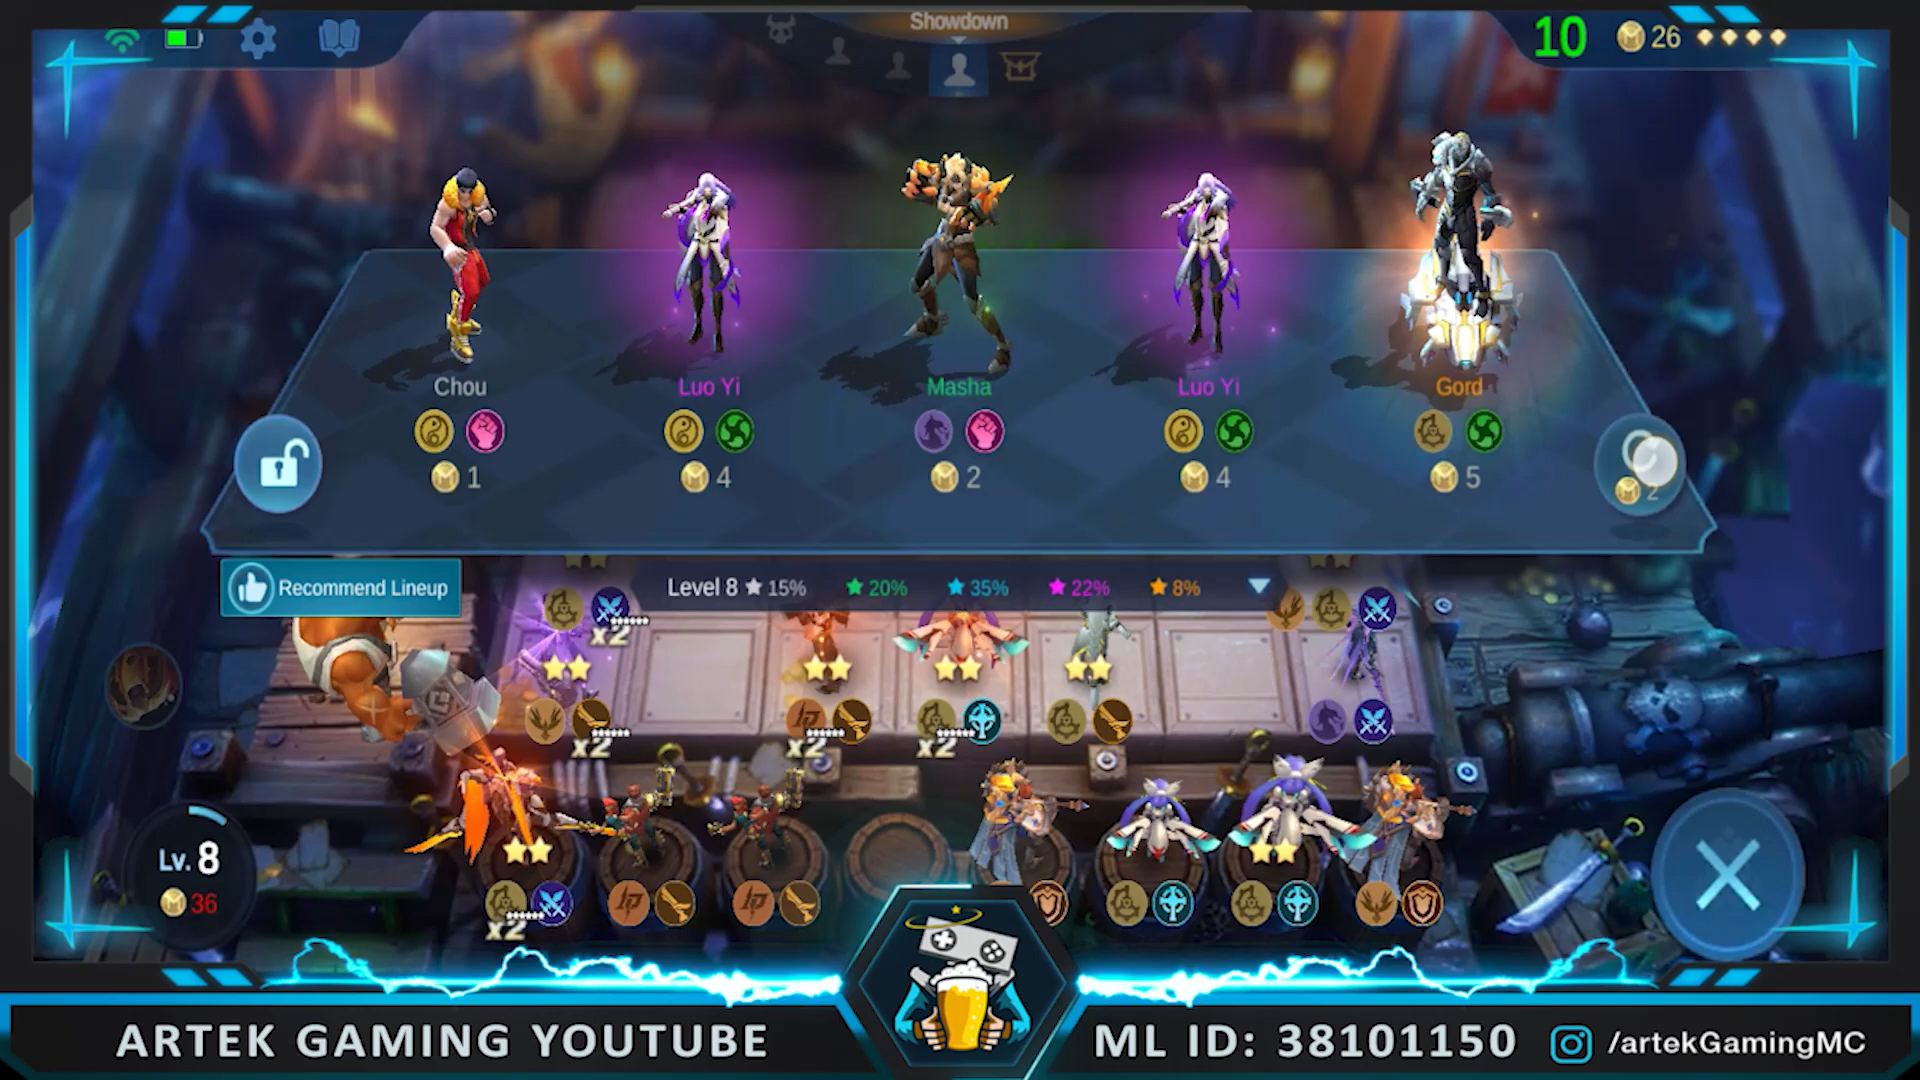 Showdown
10
26
Chou
Luo Yi
Masha
Luo Yi
Gord
1
4
2
4
5
2
Recommend Lineup
Level 8 ★ 15% ★ 20% ★ 35% ★ 22% ★ 8%
x2
x2
x2
x2
Lv. 8
36
x2
ARTEK GAMING YOUTUBE
ML ID: 38101150
/artekGamingMC